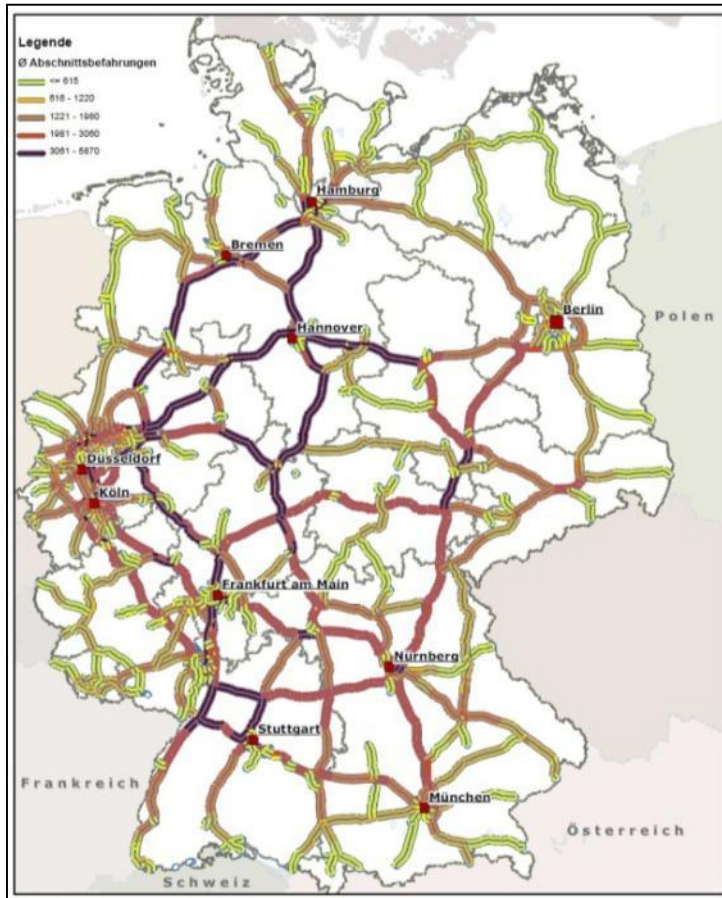 Legende
Ø Abschnittsbefahrungen
<= 615
616 - 1220
1221 - 1980
1981 - 3060
3061 - 5870
Hamburg
Bremen
Berlin
Polen
Hannover
Düsseldorf
Köln
Frankfurt am Main
Nürnberg
Stuttgart
Frankreich
München
Österreich
Schweiz